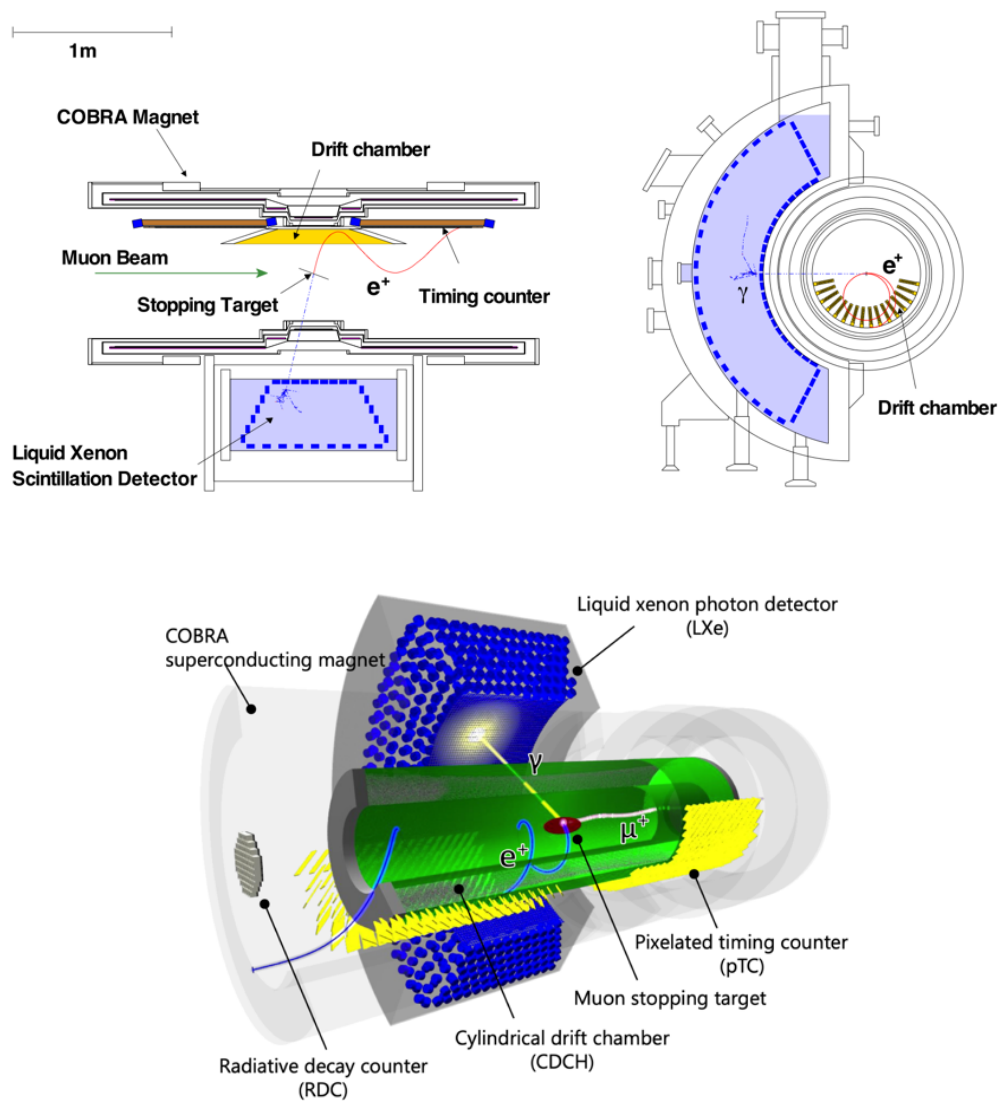 1m
COBRA Magnet
Drift chamber
Muon Beam
e+
Stopping Target
Timing counter
Liquid Xenon
Scintillation Detector
γ
e+
Drift chamber
Liquid xenon photon detector
(LXe)
COBRA
superconducting magnet
γ
μ+
e+
Pixelated timing counter
(pTC)
Muon stopping target
Cylindrical drift chamber
(CDCH)
Radiative decay counter
(RDC)